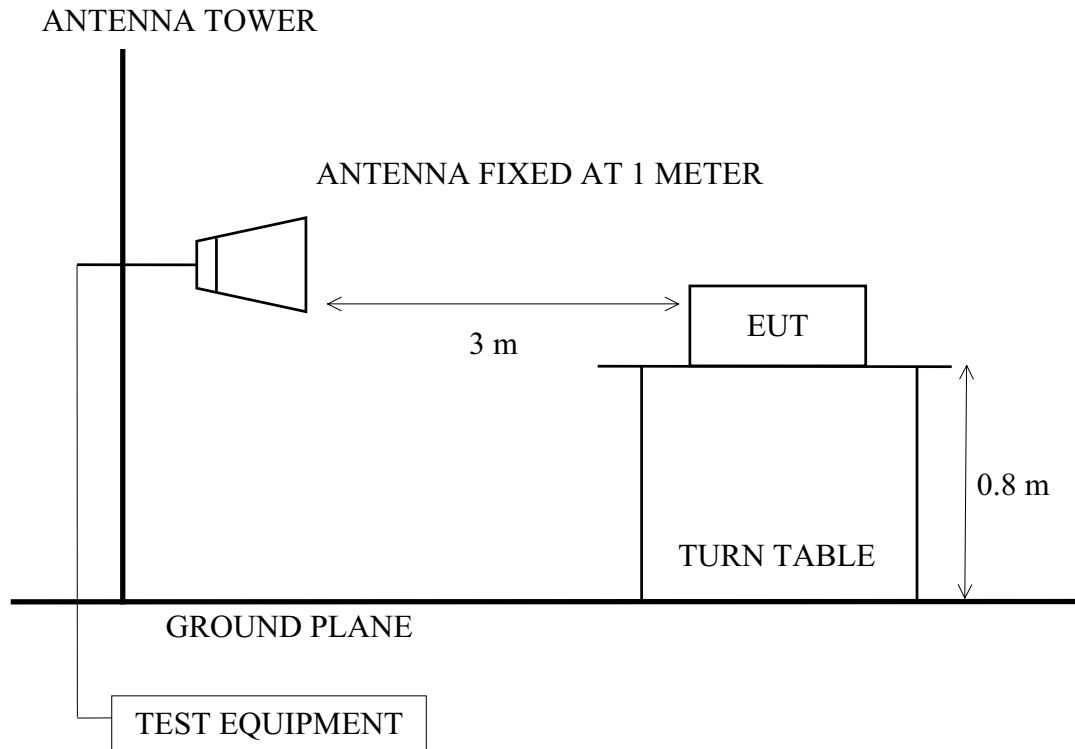 ANTENNA TOWER
ANTENNA FIXED AT 1 METER
EUT
3 m
0.8 m
TURN TABLE
GROUND PLANE
TEST EQUIPMENT